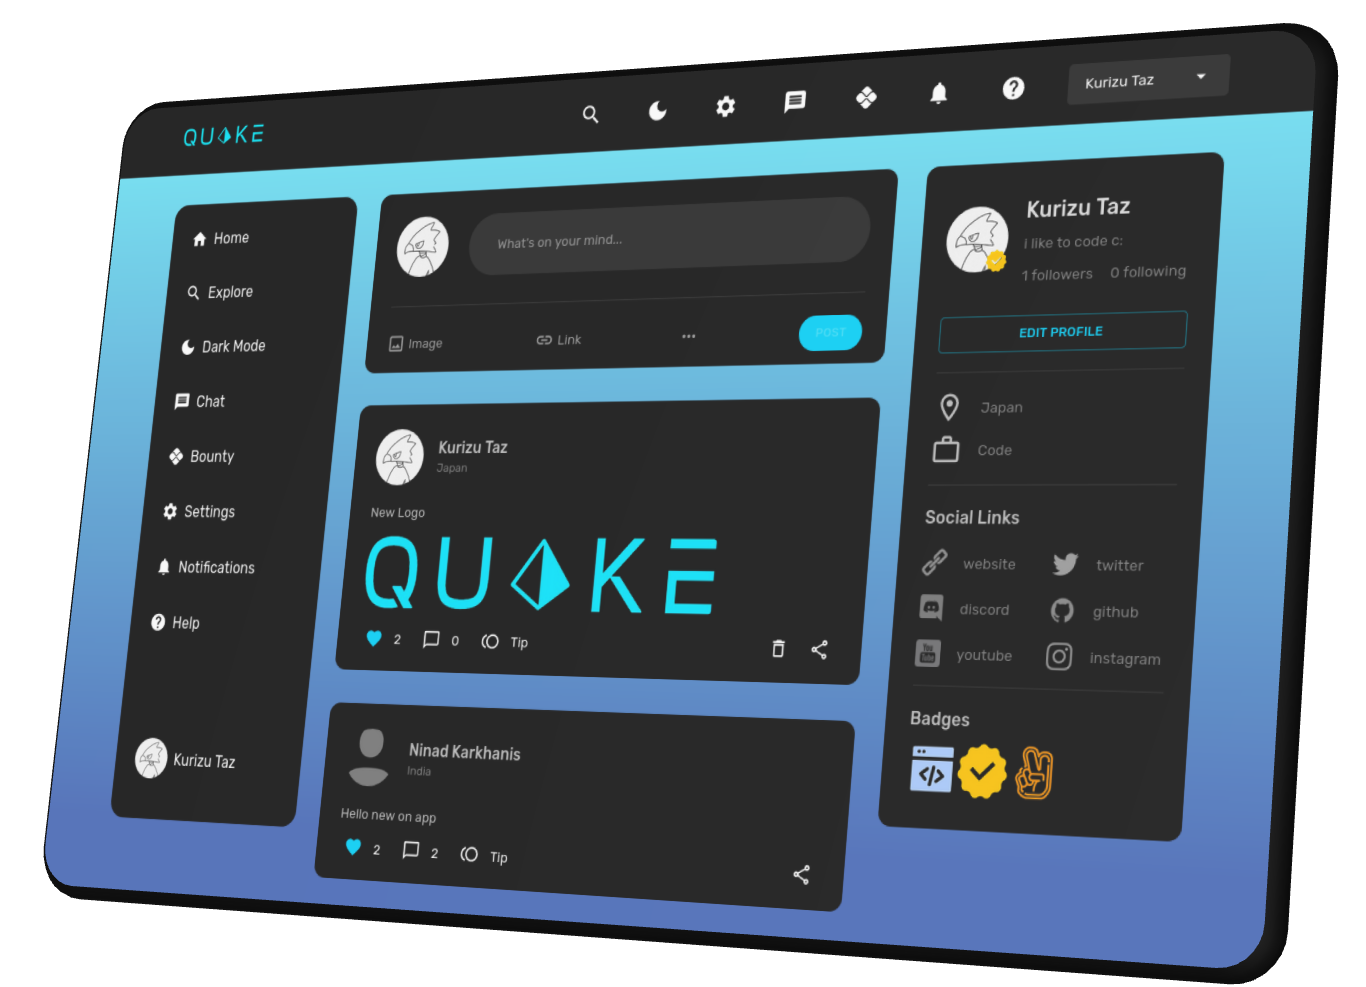 QUAKE
Kurizu Taz
Home
Explore
Dark Mode
Chat
Bounty
Settings
Notifications
Help
Kurizu Taz
What's on your mind...
Image
Link
POST
Kurizu Taz
Japan
New Logo
QUAKE
2
0
Tip
Ninad Karkhanis
India
Hello new on app
2
2
Tip
Kurizu Taz
i like to code c:
1 followers 0 following
EDIT PROFILE
Japan
Code
Social Links
website
twitter
discord
github
You
Tube
youtube
instagram
Badges